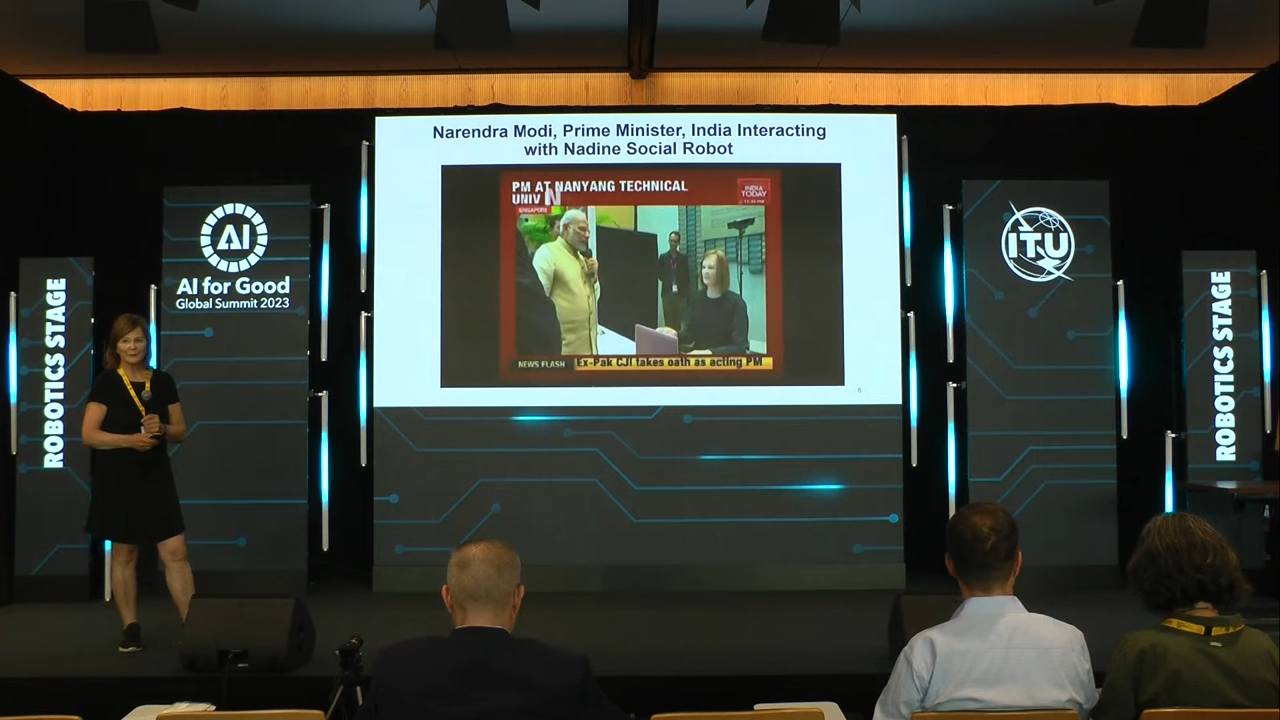 Narendra Modi, Prime Minister, India Interacting
with Nadine Social Robot
PM AT NANYANG TECHNICAL
UNIV
N
INDIA
TODAY
SINGAPORE
NEWS FLASH
Ex-Pak CJI takes oath as acting PM
6
AI
AI for Good
Global Summit 2023
ROBOTICS STAGE
ITU
ROBOTICS STAGE